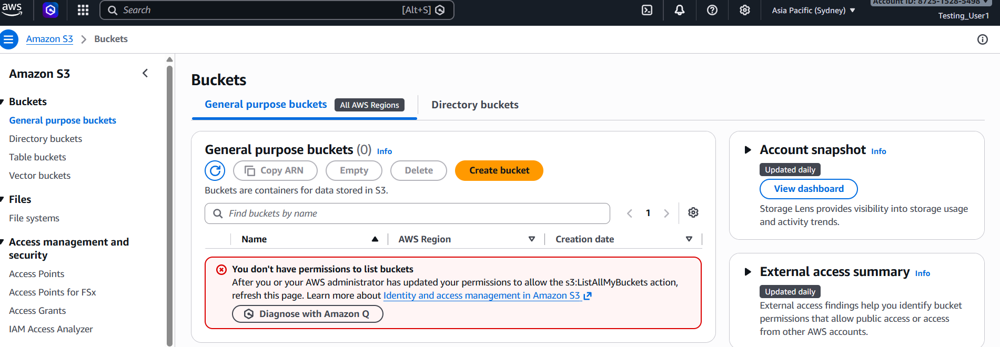 aws
Search [Alt+S]
Asia Pacific (Sydney)
Account ID: 8725-1528-5498
Testing_User1
Amazon S3 > Buckets
Amazon S3
Buckets
General purpose buckets
Directory buckets
Table buckets
Vector buckets
Files
File systems
Access management and
security
Access Points
Access Points for FSx
Access Grants
IAM Access Analyzer
Buckets
General purpose buckets All AWS Regions
Directory buckets
General purpose buckets (0) Info
Copy ARN
Empty
Delete
Create bucket
Buckets are containers for data stored in S3.
Find buckets by name
1
Name
AWS Region
Creation date
You don't have permissions to list buckets
After you or your AWS administrator has updated your permissions to allow the s3:ListAllMyBuckets action,
refresh this page. Learn more about Identity and access management in Amazon S3
Diagnose with Amazon Q
Account snapshot Info
Updated daily
View dashboard
Storage Lens provides visibility into storage usage
and activity trends.
External access summary Info
Updated daily
External access findings help you identify bucket
permissions that allow public access or access
from other AWS accounts.